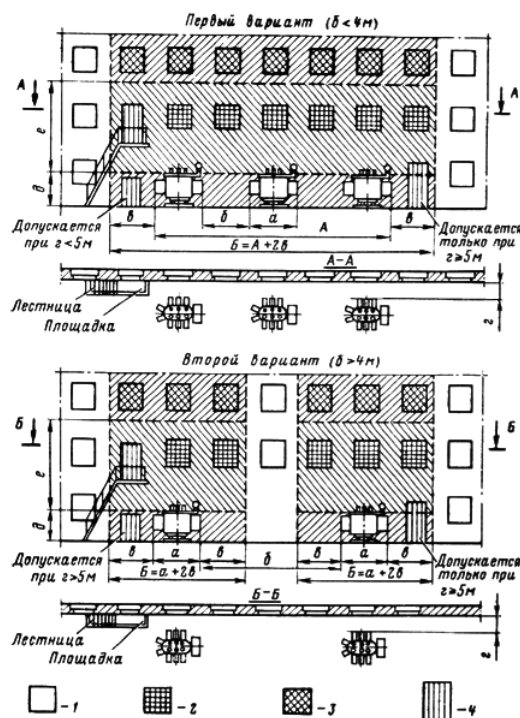 Первый вариант (б < 4м)
А
А
е
д
Допускается
при г < 5м
в
б
а
в
А
Б = А + 2в
Допускается
только при
г ≥ 5м
А-А
Лестница
Площадка
г
Второй вариант (б > 4м)
Б
Б
е
д
Допускается
при г > 5м
в
а
в
б
в
а
в
Б = а + 2в
Б = а + 2в
Допускается
только при
г ≥ 5м
Б-Б
Лестница
Площадка
г
-1
-2
-3
-4